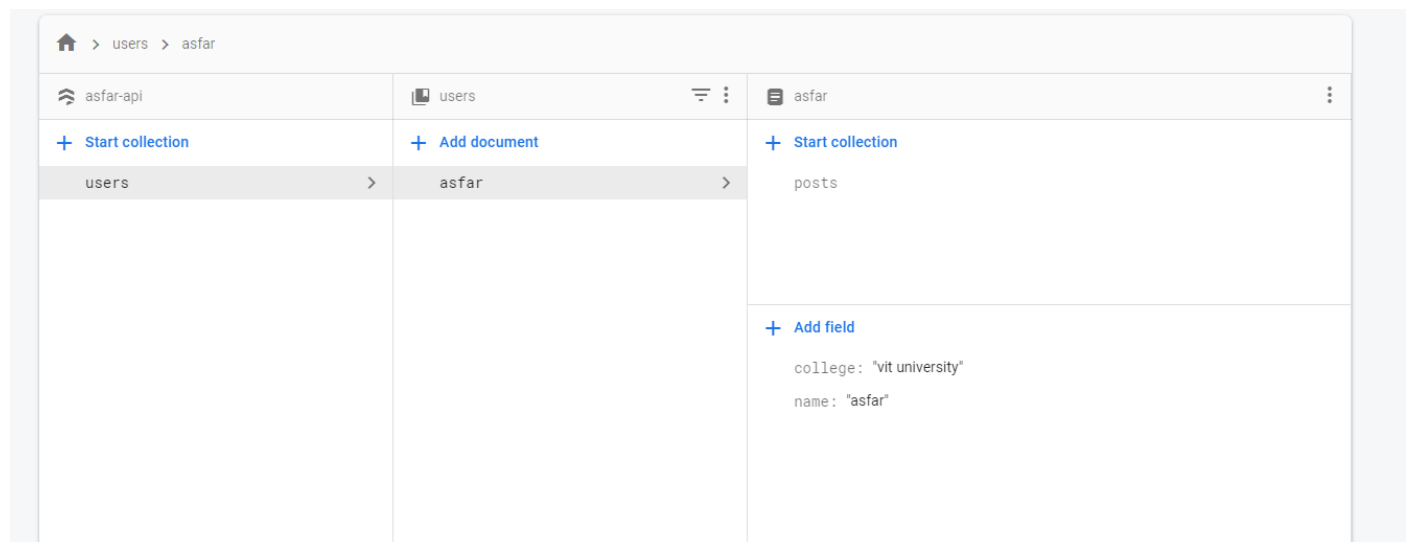 users > asfar
asfar-api
users
asfar
+ Start collection
+ Add document
+ Start collection
users
asfar
posts
+ Add field
college: "vit university"
name: "asfar"